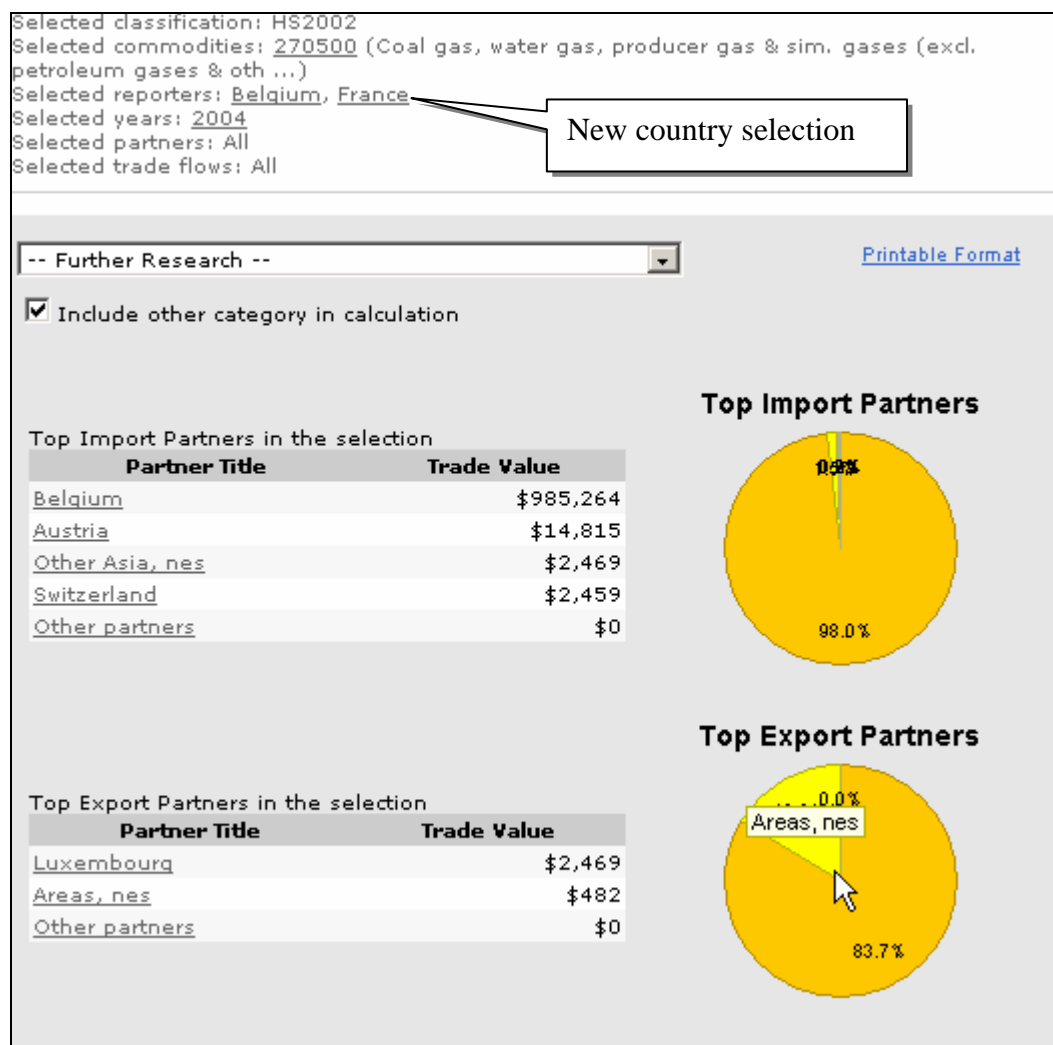 Selected classification: HS2002
Selected commodities: 270500 (Coal gas, water gas, producer gas & sim. gases (excl.
petroleum gases & oth ...)
Selected reporters: Belgium, France
Selected years: 2004
Selected partners: All
Selected trade flows: All
New country selection
-- Further Research --
Printable Format
Include other category in calculation
Top Import Partners
Top Import Partners in the selection
Partner Title Trade Value
Belgium $985,264
Austria $14,815
Other Asia, nes $2,469
Switzerland $2,459
Other partners $0
98.0%
Top Export Partners
Top Export Partners in the selection
Partner Title Trade Value
Luxembourg $2,469
Areas, nes $482
Other partners $0
0.0%
Areas, nes
83.7%